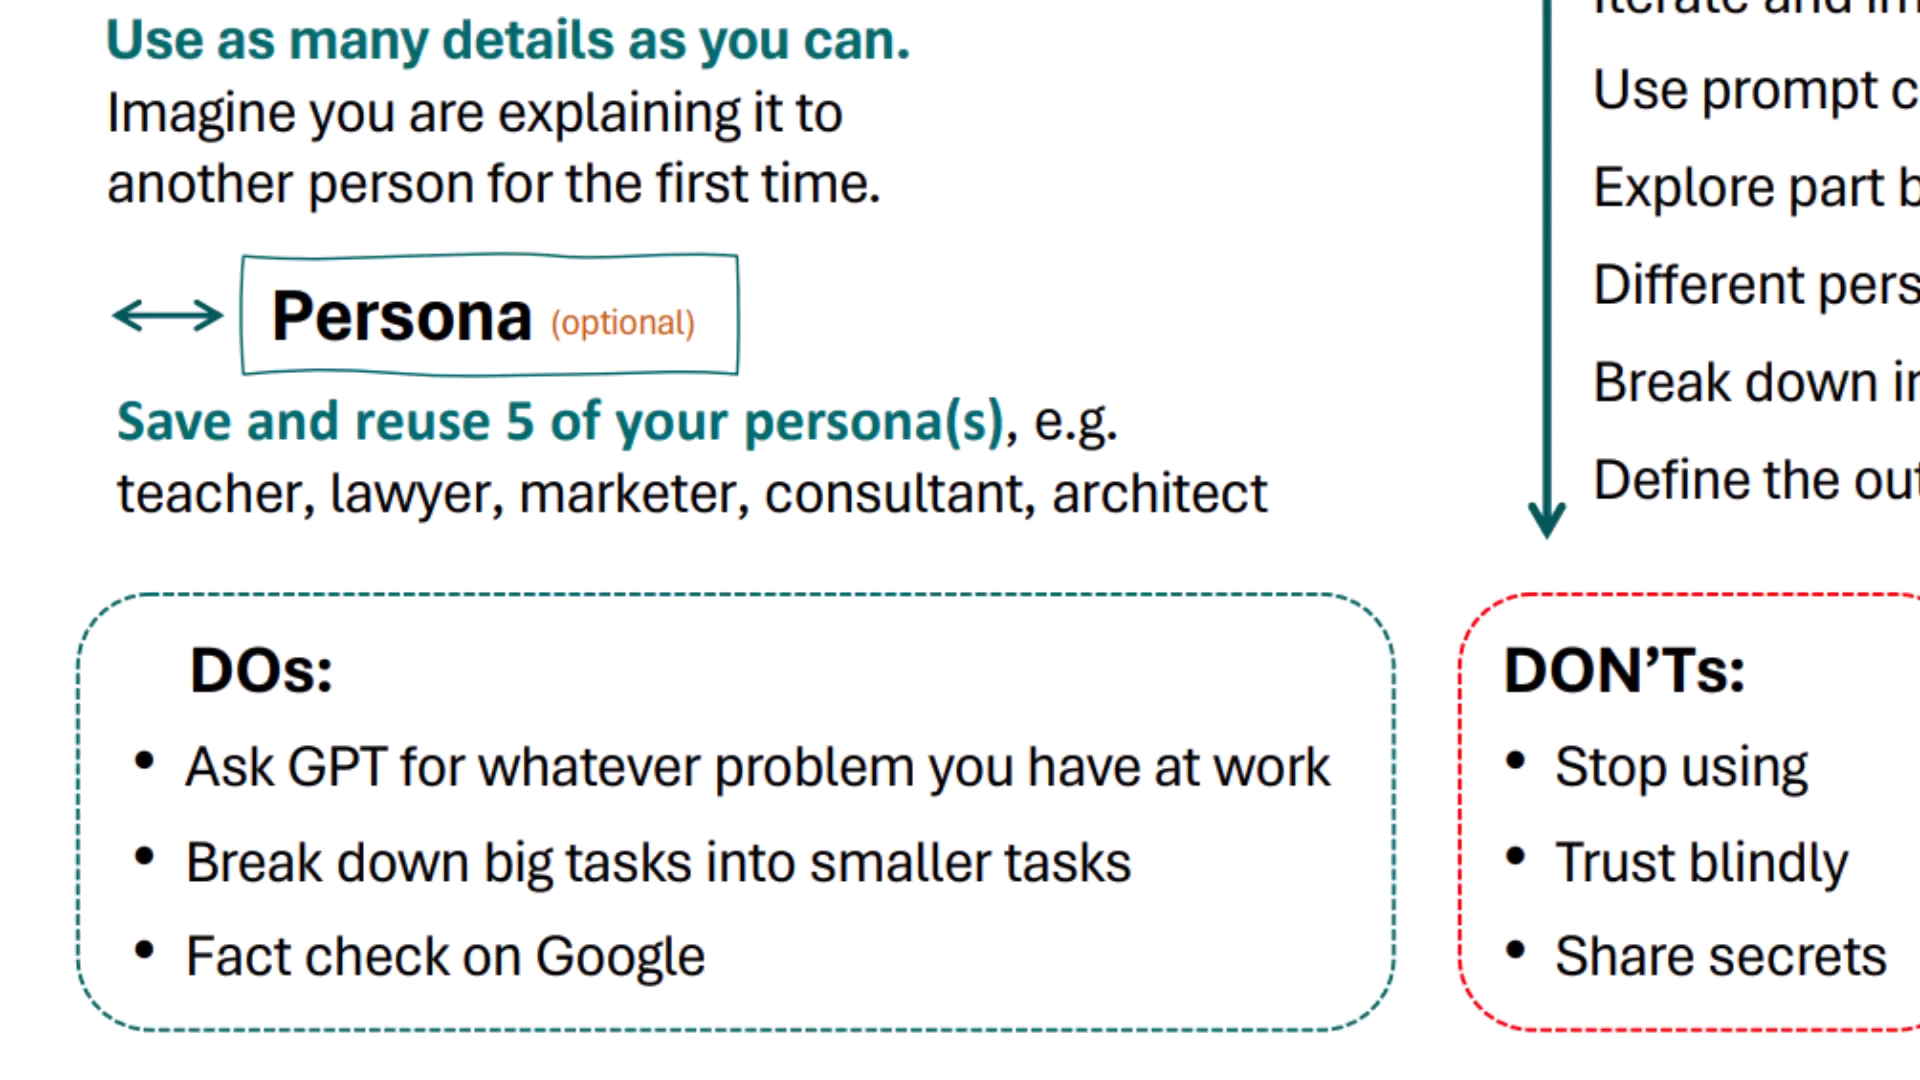 Use as many details as you can.
Imagine you are explaining it to
another person for the first time.
Persona (optional)
Save and reuse 5 of your persona(s), e.g.
teacher, lawyer, marketer, consultant, architect
Iterate and
Use prompt
Explore part
Different
Break down
Define the
DOs:
• Ask GPT for whatever problem you have at work
• Break down big tasks into smaller tasks
• Fact check on Google
DON’Ts:
• Stop using
• Trust blindly
• Share secrets